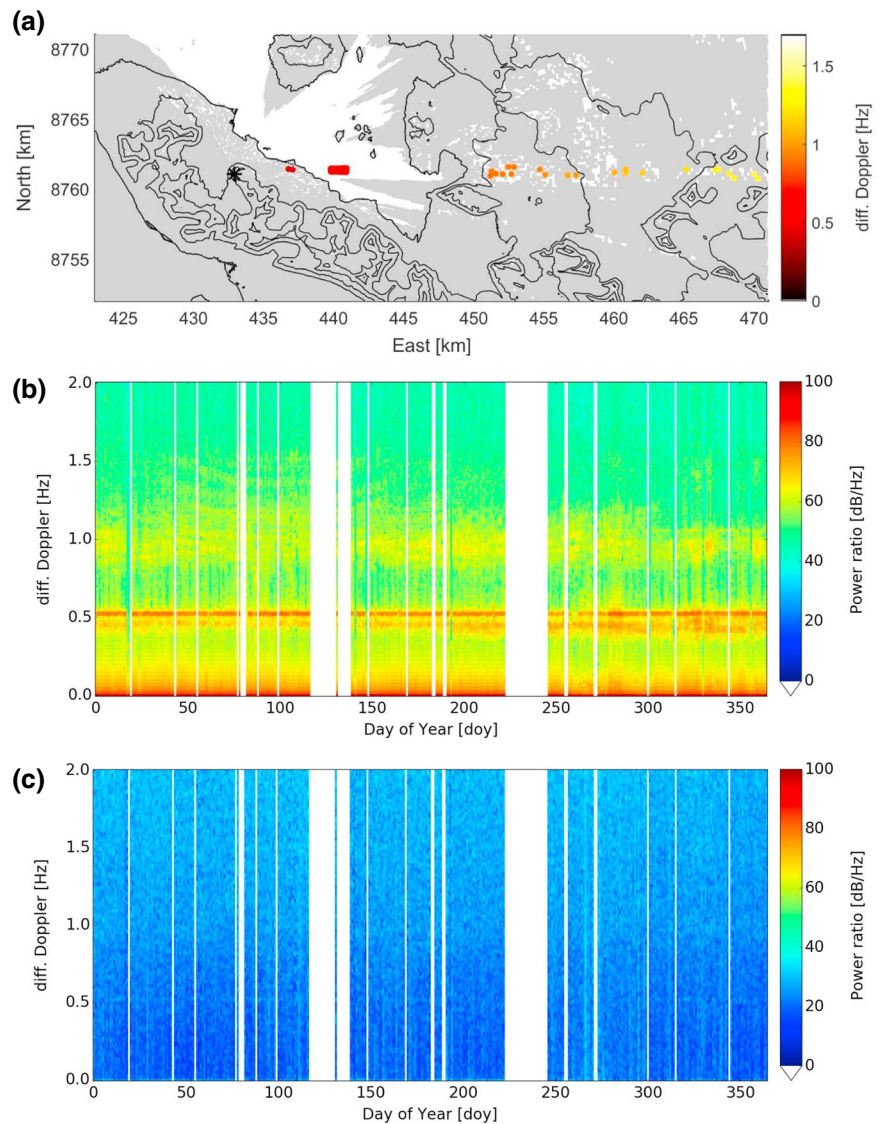 (a)
8770
8765
8760
8755
North [km]
425 430 435 440 445 450 455 460 465 470
East [km]
1.5
1
0.5
0
diff. Doppler [Hz]
(b)
2.0
1.5
1.0
0.5
0.0
diff. Doppler [Hz]
0 50 100 150 200 250 300 350
Day of Year [doy]
100
80
60
40
20
0
Power ratio [dB/Hz]
(c)
2.0
1.5
1.0
0.5
0.0
diff. Doppler [Hz]
0 50 100 150 200 250 300 350
Day of Year [doy]
100
80
60
40
20
0
Power ratio [dB/Hz]